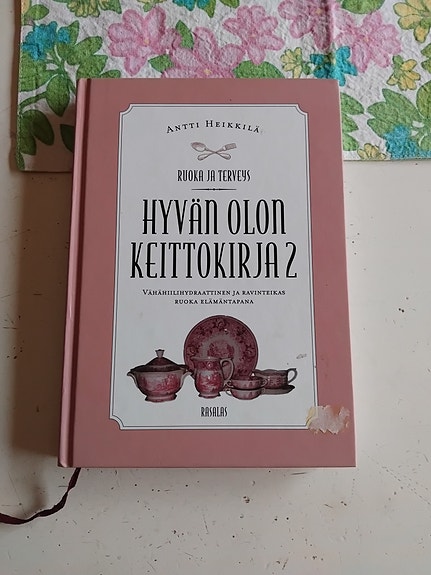 ANTTI HEIKKILÄ
RUOKA JA TERVEYS
HYVÄN OLON
KEITTOKIRJA 2
VÄHÄHIILIHYDRAATTINEN JA RAVINTEIKAS
RUOKA ELÄMÄNTAPANA
RASALAS